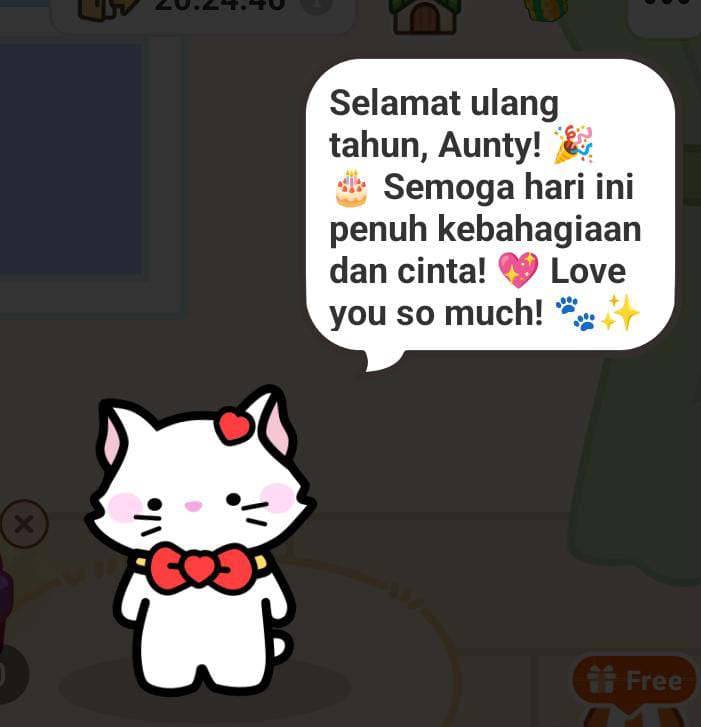 20:24:46
Selamat ulang
tahun, Aunty! 🎉
🎂 Semoga hari ini
penuh kebahagiaan
dan cinta! 💖 Love
you so much! 🐾✨
Free